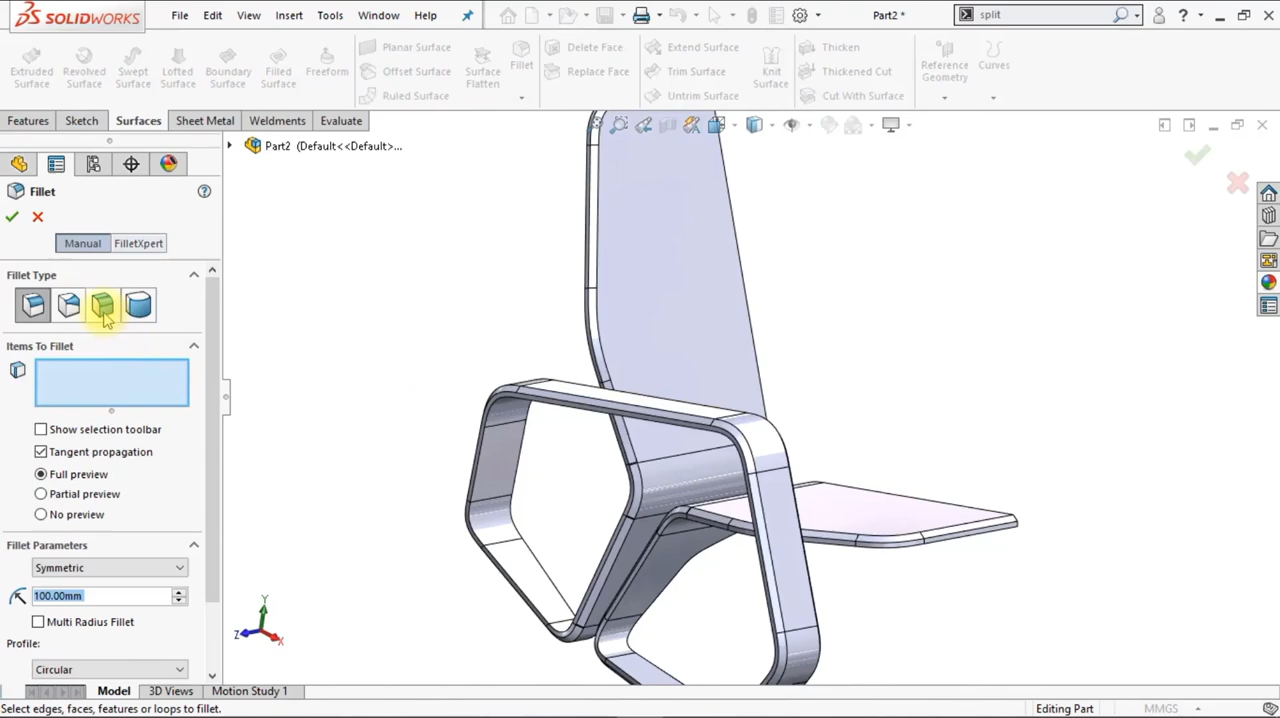 SOLIDWORKS File Edit View Insert Tools Window Help Part2 * split
Extruded Surface Revolved Surface Swept Surface Lofted Surface Boundary Surface Filled Surface Freeform
Planar Surface
Offset Surface
Ruled Surface
Surface Flatten
Fillet
Delete Face
Replace Face
Extend Surface
Trim Surface
Untrim Surface
Knit Surface
Thicken
Thickened Cut
Cut With Surface
Reference Geometry
Curves
Features Sketch Surfaces Sheet Metal Weldments Evaluate
Part2 (Default<<Default>...
Fillet
Manual FilletXpert
Fillet Type
Items To Fillet
Show selection toolbar
Tangent propagation
Full preview
Partial preview
No preview
Fillet Parameters
Symmetric
100.00mm
Multi Radius Fillet
Profile:
Circular
Y
Z X
Model 3D Views Motion Study 1
Select edges, faces, features or loops to fillet. Editing Part MMGS